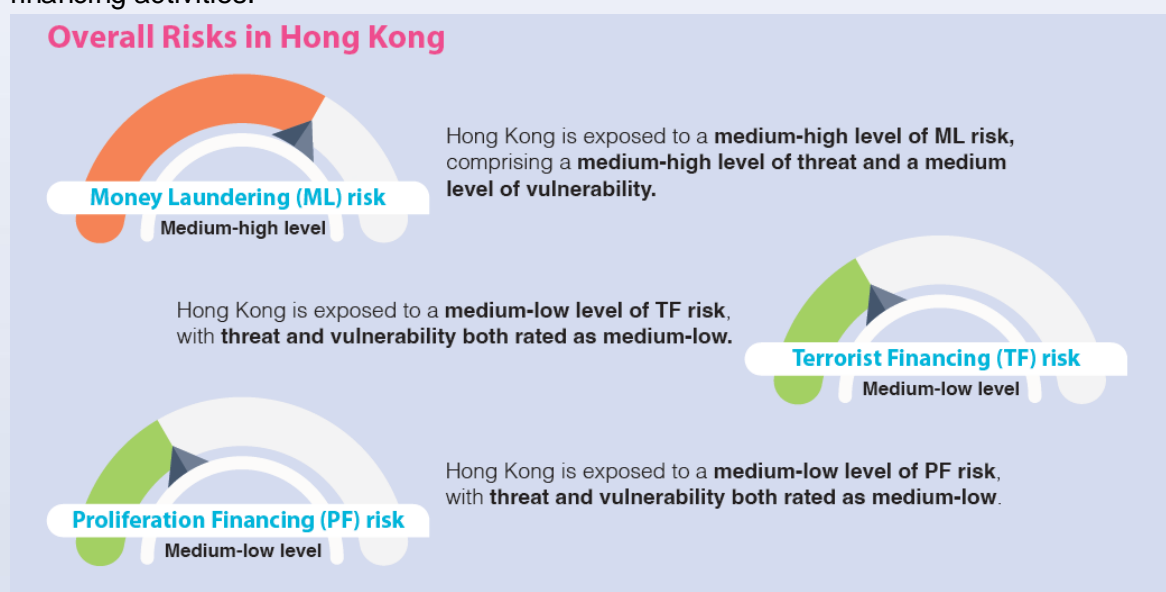 financing activities.
Overall Risks in Hong Kong
Hong Kong is exposed to a medium-high level of ML risk,
comprising a medium-high level of threat and a medium
level of vulnerability.
Money Laundering (ML) risk
Medium-high level
Hong Kong is exposed to a medium-low level of TF risk,
with threat and vulnerability both rated as medium-low.
Terrorist Financing (TF) risk
Medium-low level
Hong Kong is exposed to a medium-low level of PF risk,
with threat and vulnerability both rated as medium-low.
Proliferation Financing (PF) risk
Medium-low level